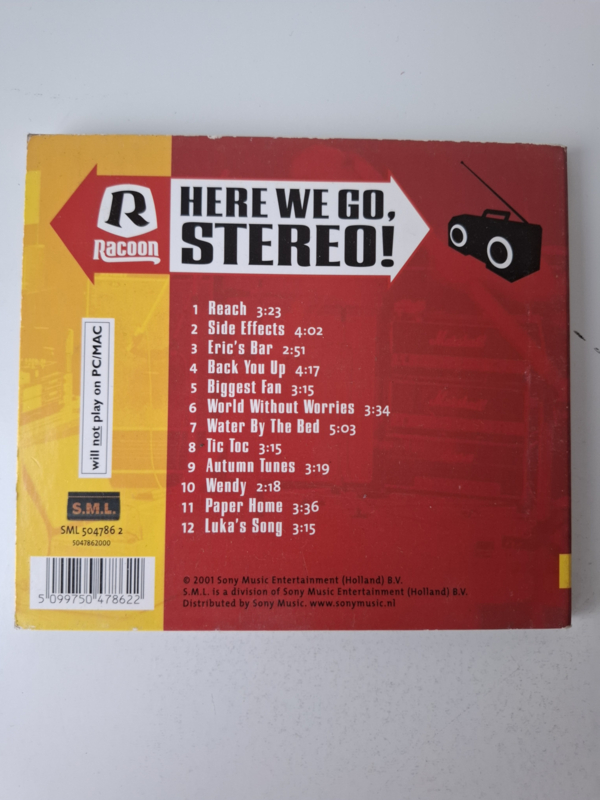 R
Racoon
HERE WE GO,
STEREO!
1 Reach 3:23
2 Side Effects 4:02
3 Eric's Bar 2:51
4 Back You Up 4:17
5 Biggest Fan 3:15
6 World Without Worries 3:34
7 Water By The Bed 5:03
8 Tic Toc 3:15
9 Autumn Tunes 3:19
10 Wendy 2:18
11 Paper Home 3:36
12 Luka's Song 3:15
will not play on PC/MAC
S.M.L.
SML 504786 2
5047862000
5 099750 478622
© 2001 Sony Music Entertainment (Holland) B.V.
S.M.L. is a division of Sony Music Entertainment (Holland) B.V.
Distributed by Sony Music. www.sonymusic.nl